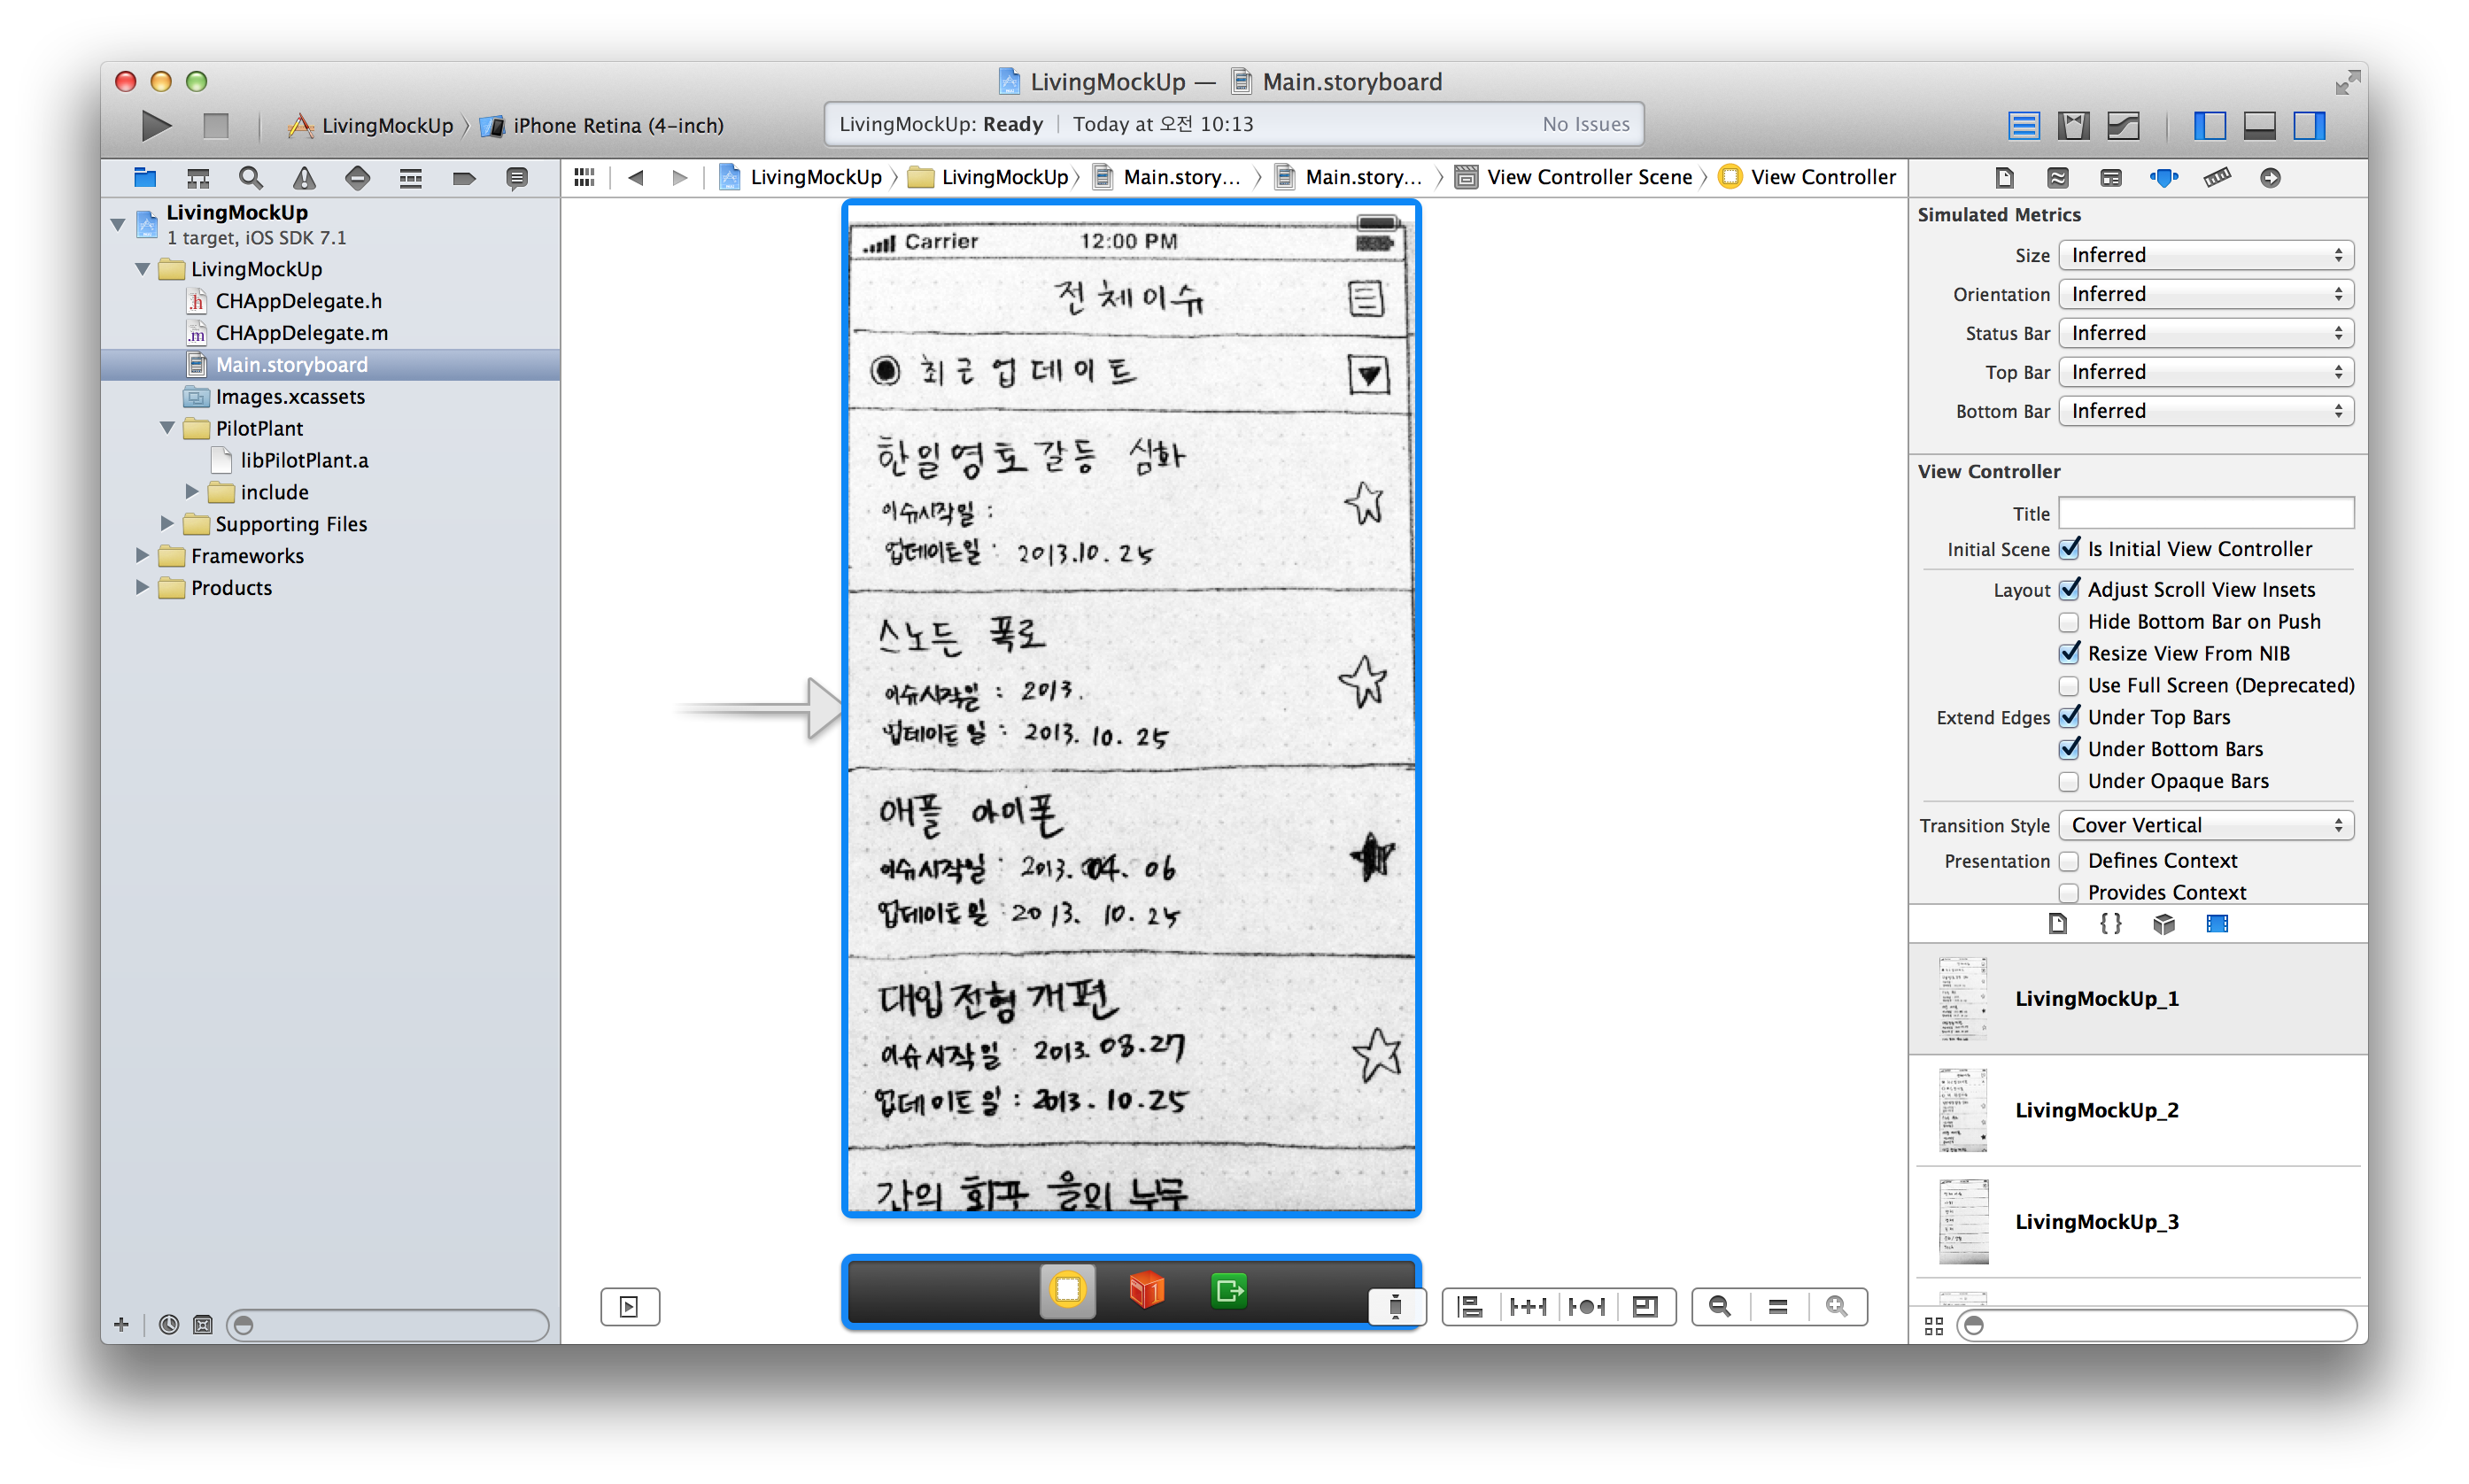 LivingMockUp — Main.storyboard
LivingMockUp iPhone Retina (4-inch)
LivingMockUp: Ready Today at 오전 10:13 No Issues
LivingMockUp LivingMockUp Main.story... Main.story... View Controller Scene View Controller
LivingMockUp
1 target, iOS SDK 7.1
LivingMockUp
CHAppDelegate.h
CHAppDelegate.m
Main.storyboard
Images.xcassets
PilotPlant
libPilotPlant.a
include
Supporting Files
Frameworks
Products
Carrier 12:00 PM
전체이슈
최근 업데이트
한일영토갈등 심화
이슈시작일 :
업데이트일 : 2013.10.25
스노든 폭로
이슈시작일 : 2013.
업데이트일 : 2013. 10. 25
애플 아이폰
이슈시작일 : 2013. 04. 06
업데이트일 : 2013. 10. 25
대입전형개편
이슈시작일 : 2013. 08. 27
업데이트일 : 2013. 10. 25
Simulated Metrics
Size Inferred
Orientation Inferred
Status Bar Inferred
Top Bar Inferred
Bottom Bar Inferred
View Controller
Title
Initial Scene Is Initial View Controller
Layout Adjust Scroll View Insets
Hide Bottom Bar on Push
Resize View From NIB
Use Full Screen (Deprecated)
Extend Edges Under Top Bars
Under Bottom Bars
Under Opaque Bars
Transition Style Cover Vertical
Presentation Defines Context
Provides Context
LivingMockUp_1
LivingMockUp_2
LivingMockUp_3